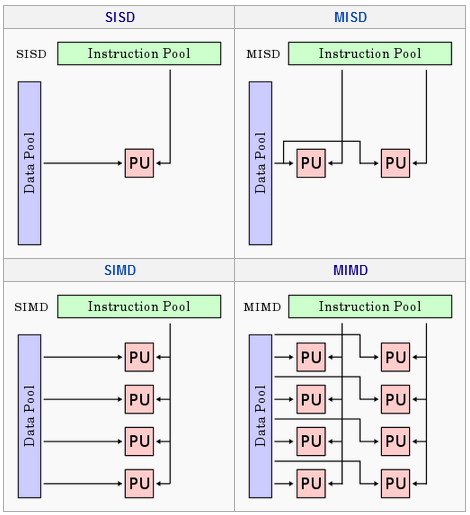 SISD
MISD
SISD Instruction Pool
Data Pool
PU
MISD Instruction Pool
Data Pool
PU PU
SIMD
MIMD
SIMD Instruction Pool
Data Pool
PU
PU
PU
PU
MIMD Instruction Pool
Data Pool
PU PU
PU PU
PU PU
PU PU